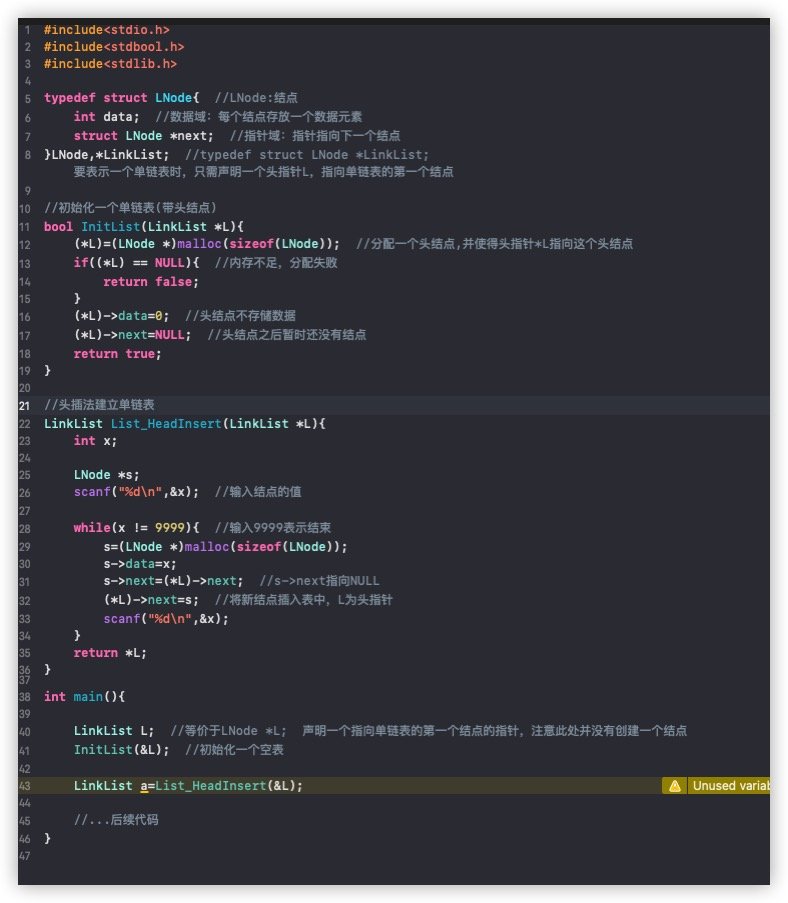 1 #include<stdio.h>
2 #include<stdbool.h>
3 #include<stdlib.h>
4
5 typedef struct LNode{  //LNode:结点
6     int data;  //数据域：每个结点存放一个数据元素
7     struct LNode *next;  //指针域：指针指向下一个结点
8 }LNode,*LinkList;  //typedef struct LNode *LinkList;
    要表示一个单链表时，只需声明一个头指针L，指向单链表的第一个结点
9
10 //初始化一个单链表(带头结点)
11 bool InitList(LinkList *L){
12     (*L)=(LNode *)malloc(sizeof(LNode));  //分配一个头结点,并使得头指针*L指向这个头结点
13     if((*L) == NULL){  //内存不足，分配失败
14         return false;
15     }
16     (*L)->data=0;  //头结点不存储数据
17     (*L)->next=NULL;  //头结点之后暂时还没有结点
18     return true;
19 }
20
21 //头插法建立单链表
22 LinkList List_HeadInsert(LinkList *L){
23     int x;
24
25     LNode *s;
26     scanf("%d\n",&x);  //输入结点的值
27
28     while(x != 9999){  //输入9999表示结束
29         s=(LNode *)malloc(sizeof(LNode));
30         s->data=x;
31         s->next=(*L)->next;  //s->next指向NULL
32         (*L)->next=s;  //将新结点插入表中，L为头指针
33         scanf("%d\n",&x);
34     }
35     return *L;
36 }
37
38 int main(){
39
40     LinkList L;  //等价于LNode *L;  声明一个指向单链表的第一个结点的指针，注意此处并没有创建一个结点
41     InitList(&L);  //初始化一个空表
42
43     LinkList a=List_HeadInsert(&L);  Unused variab
44
45     //...后续代码
46 }
47